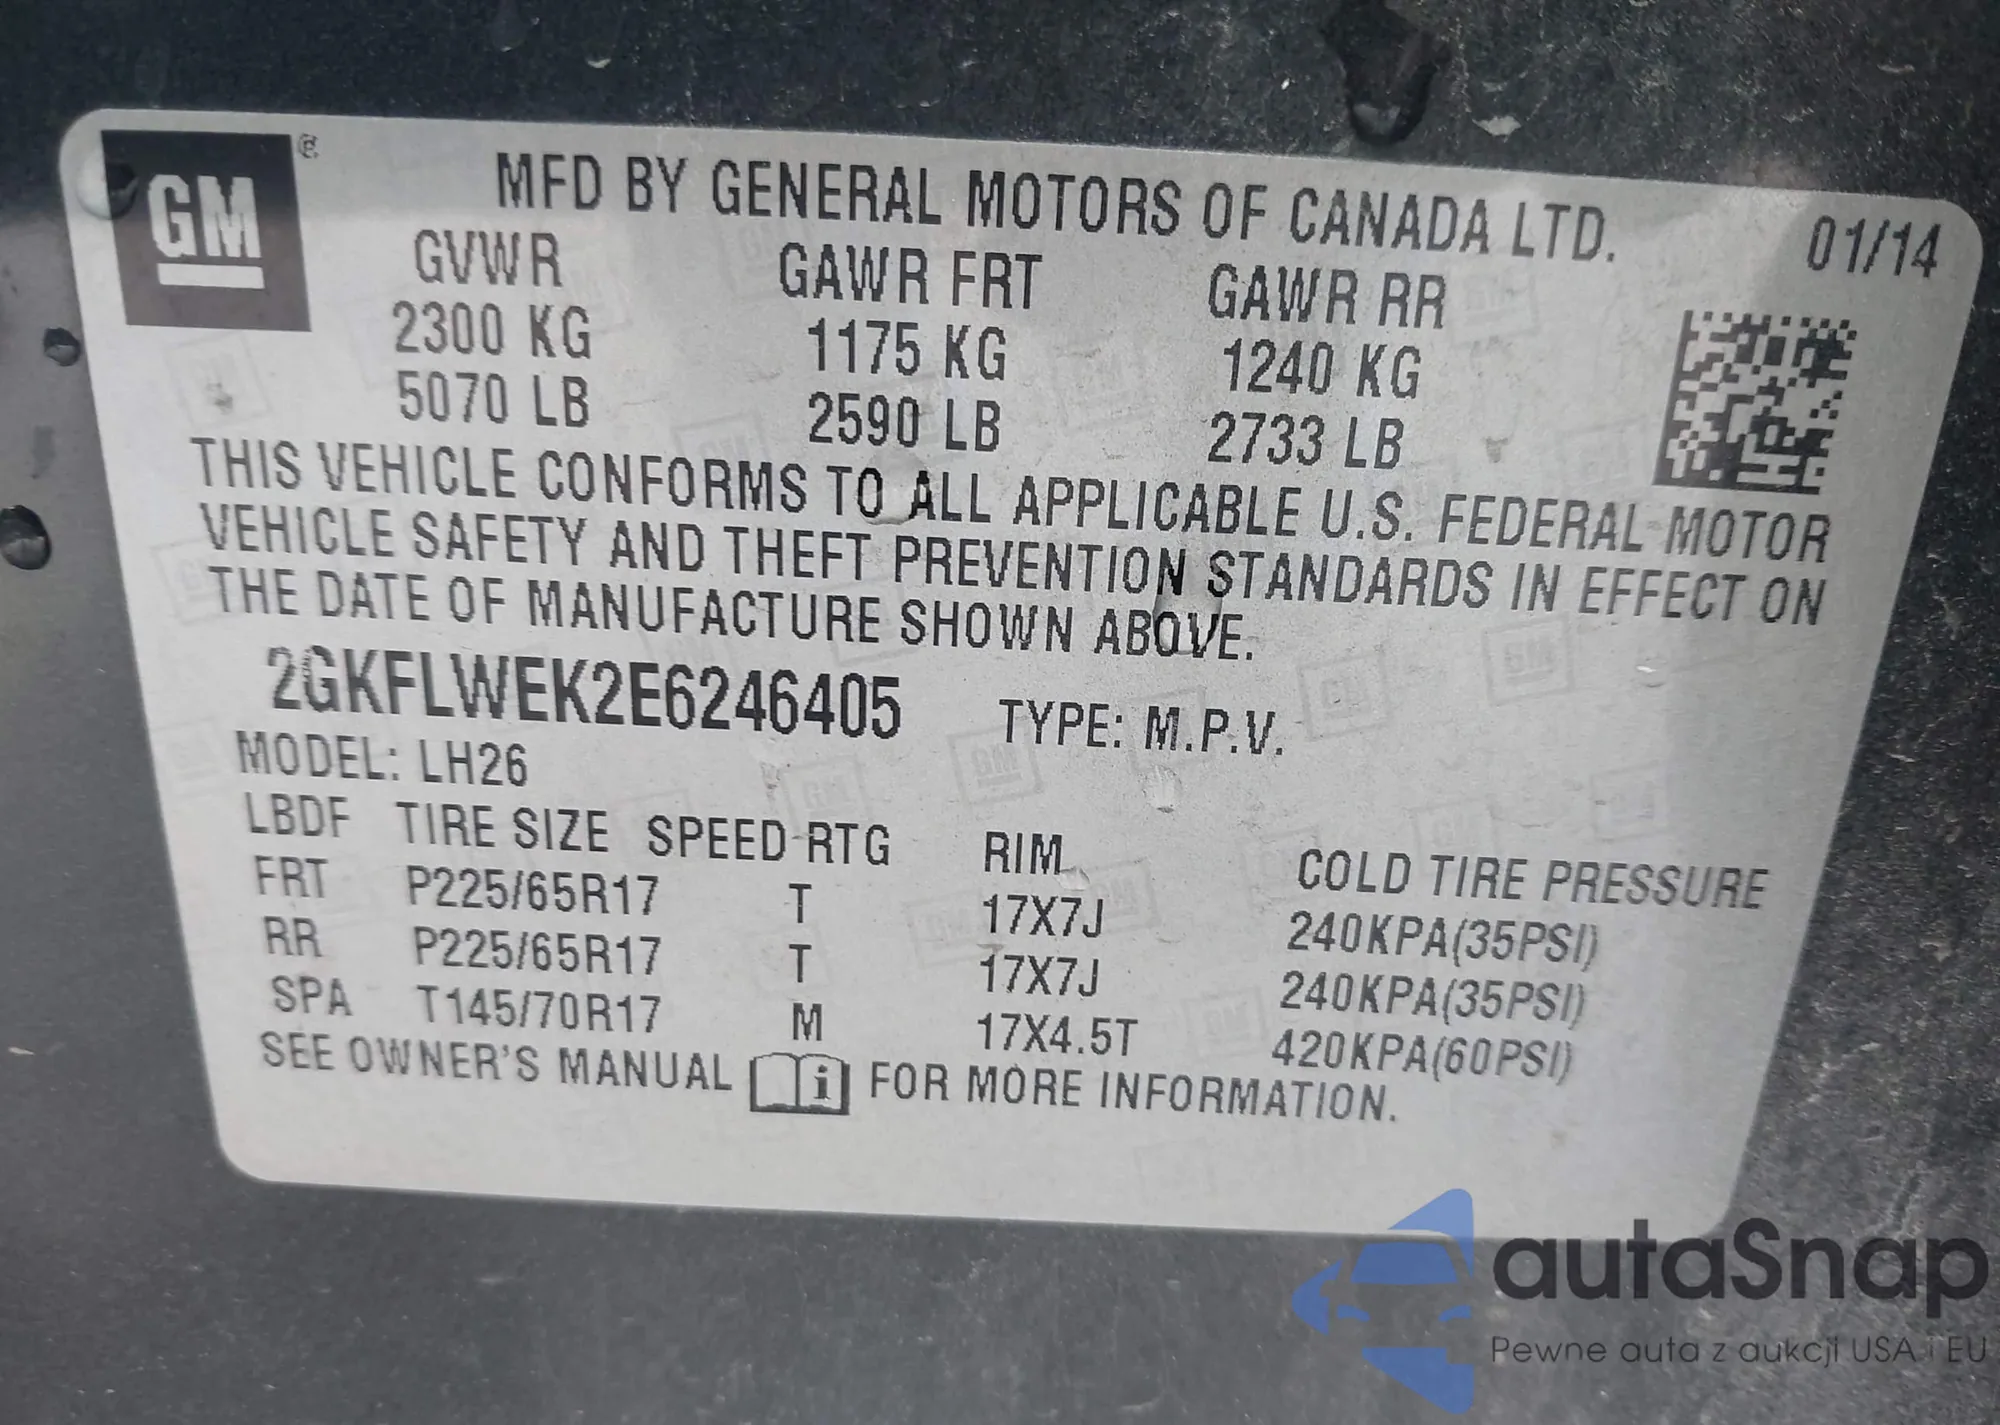 GM ®
MFD BY GENERAL MOTORS OF CANADA LTD. 01/14
GVWR GAWR FRT GAWR RR
2300 KG 1175 KG 1240 KG
5070 LB 2590 LB 2733 LB
THIS VEHICLE CONFORMS TO ALL APPLICABLE U.S. FEDERAL MOTOR
VEHICLE SAFETY AND THEFT PREVENTION STANDARDS IN EFFECT ON
THE DATE OF MANUFACTURE SHOWN ABOVE.
2GKFLWEK2E6246405 TYPE: M.P.V.
MODEL: LH26
LBDF TIRE SIZE SPEED RTG RIM COLD TIRE PRESSURE
FRT P225/65R17 T 17X7J 240KPA(35PSI)
RR P225/65R17 T 17X7J 240KPA(35PSI)
SPA T145/70R17 M 17X4.5T 420KPA(60PSI)
SEE OWNER'S MANUAL i FOR MORE INFORMATION.
autaSnap
Pewne auta z aukcji USA i EU